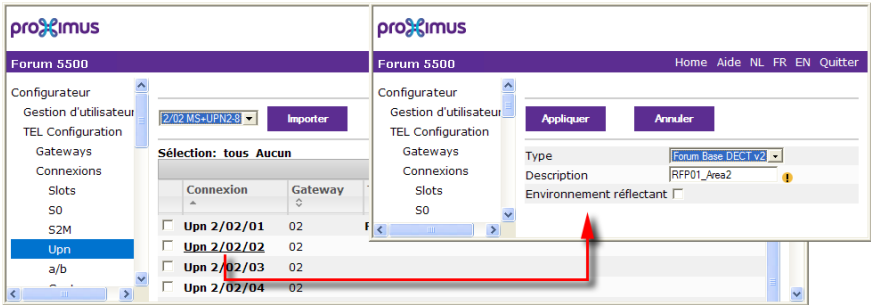 proximus
Forum 5500
Configurateur
Gestion d'utilisateur
TEL Configuration
Gateways
Connexions
Slots
S0
S2M
Upn
a/b
2/02 MS+UPN2-8
Importer
Sélection: tous Aucun
Connexion
Gateway
Upn 2/02/01
02
Upn 2/02/02
02
Upn 2/02/03
02
Upn 2/02/04
02
proximus
Forum 5500
Home Aide NL FR EN Quitter
Configurateur
Gestion d'utilisateur
TEL Configuration
Gateways
Connexions
Slots
S0
Appliquer
Annuler
Type
Forum Base DECT v2
Description
RFP01_Area2
Environnement réflectant